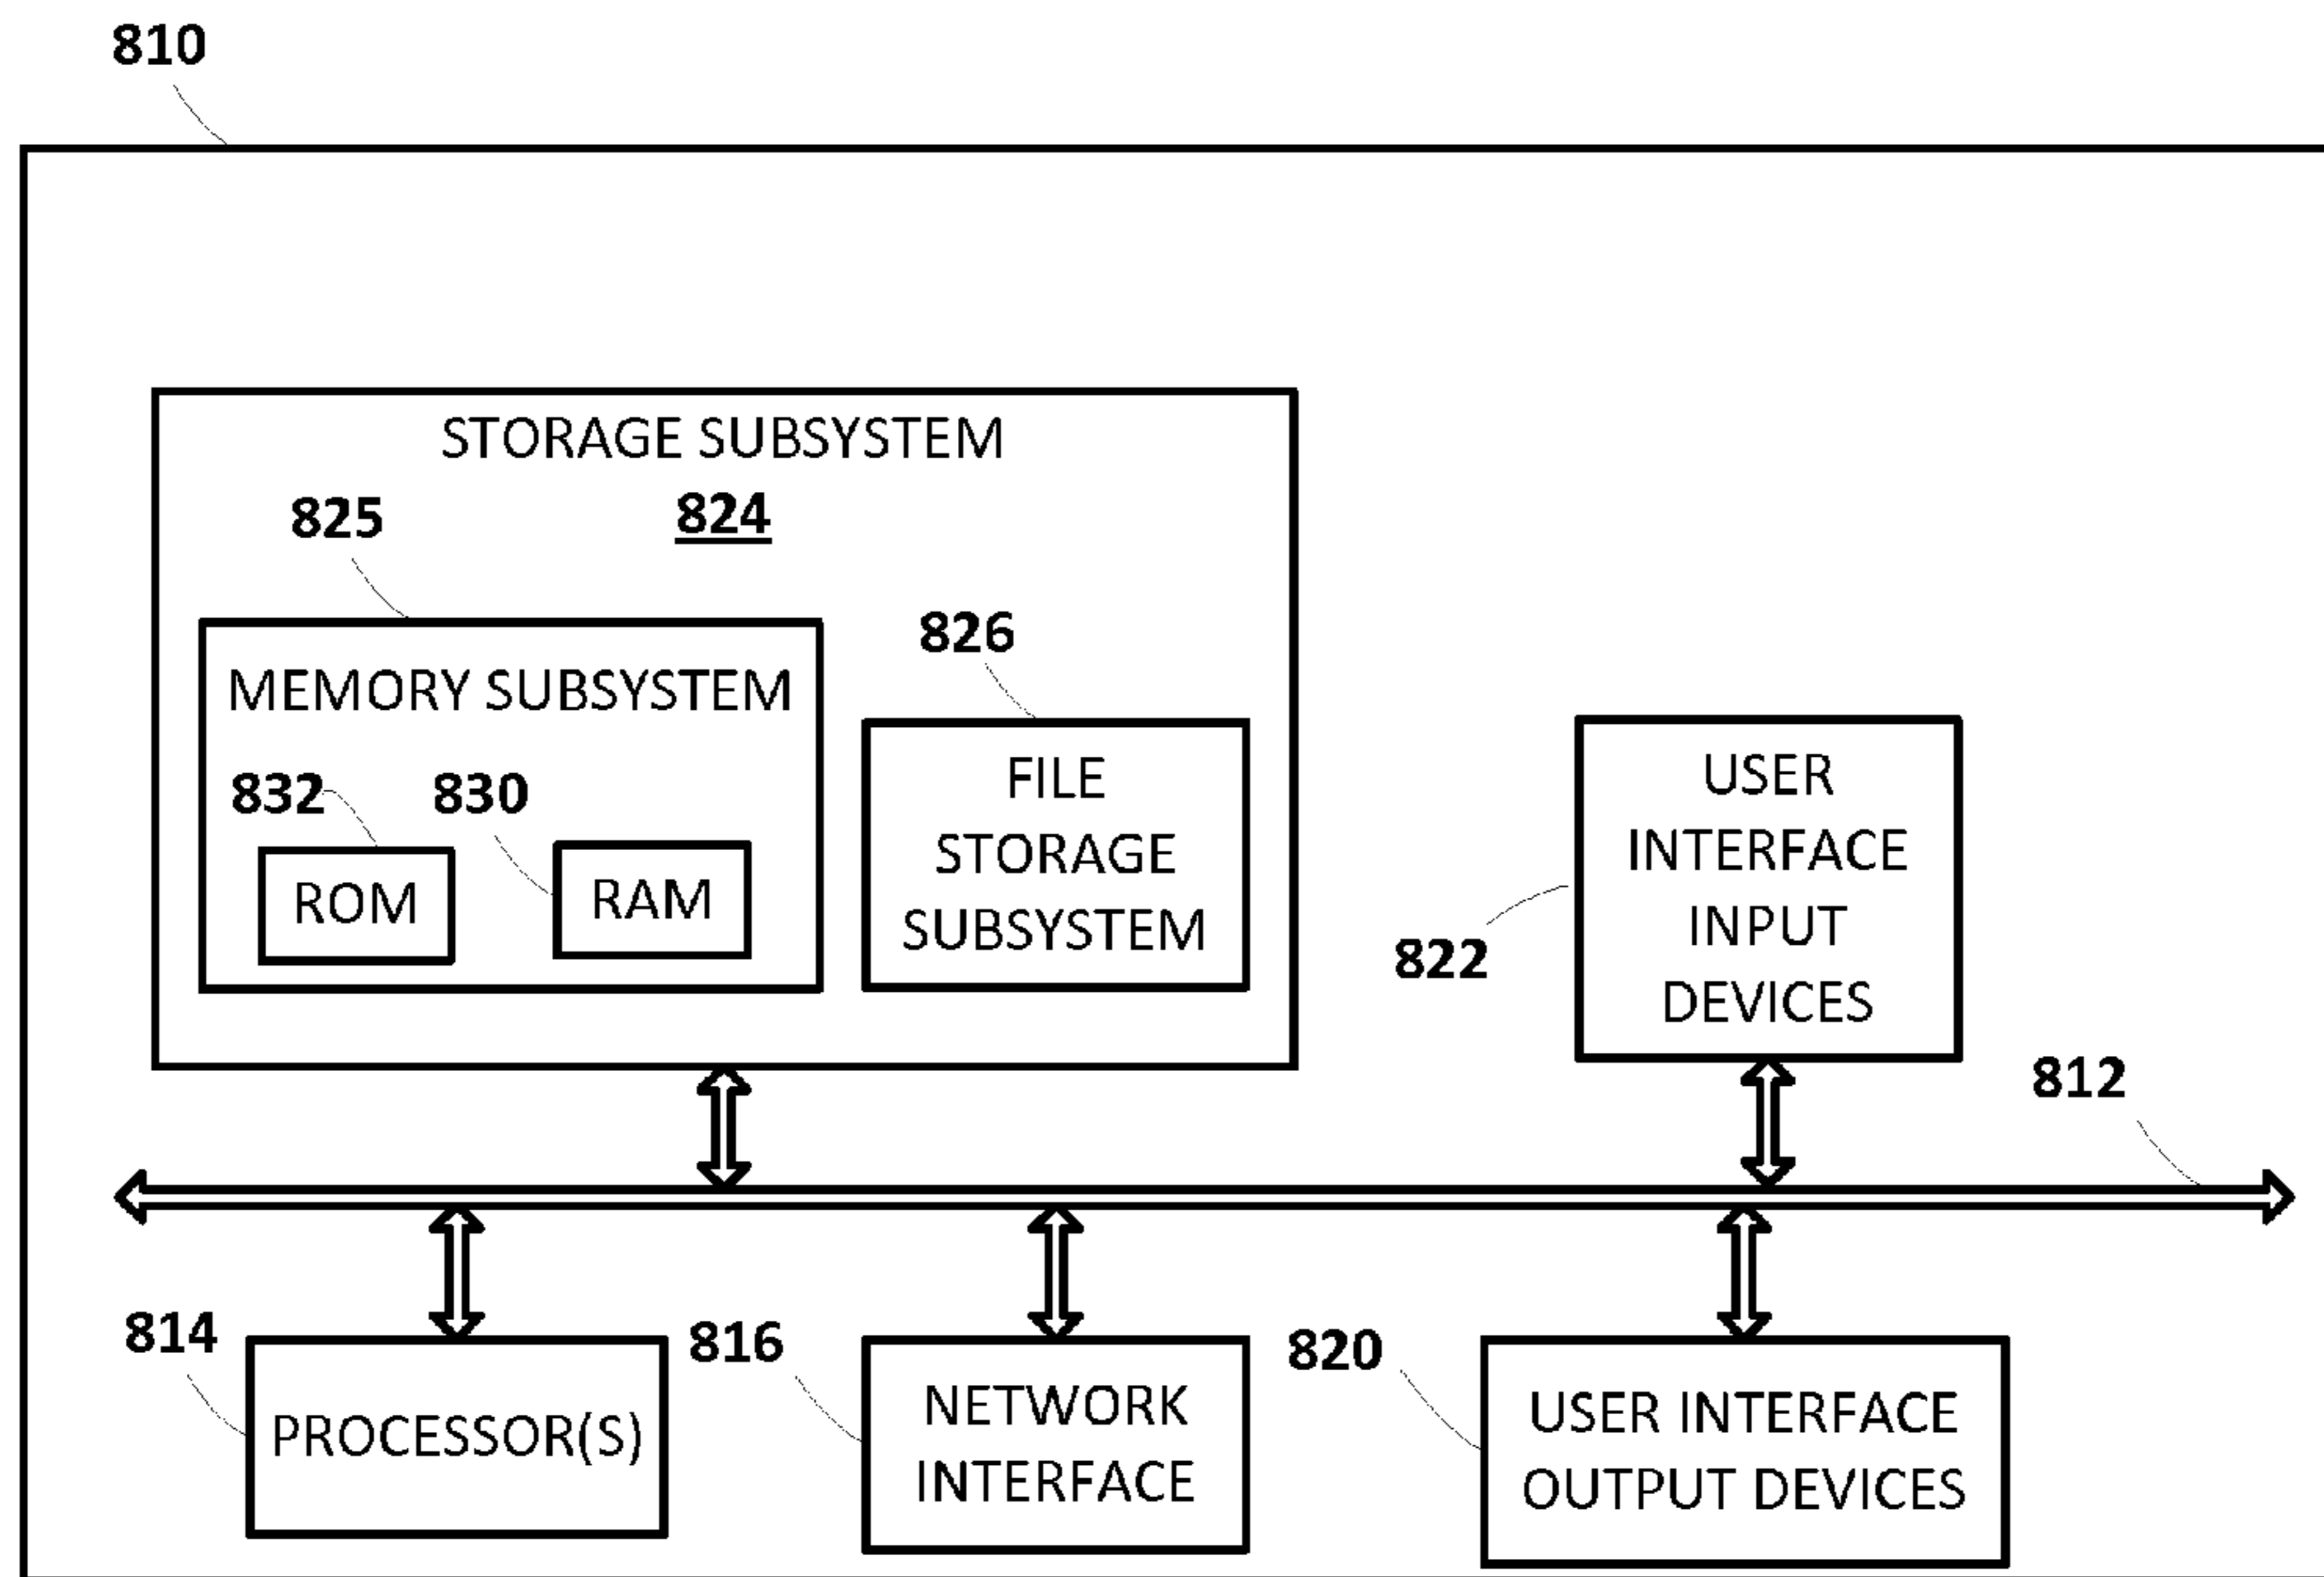 810
STORAGE SUBSYSTEM
824
825
MEMORY SUBSYSTEM
832
830
ROM
RAM
826
FILE
STORAGE
SUBSYSTEM
USER
INTERFACE
INPUT
DEVICES
822
812
814
PROCESSOR(S)
816
NETWORK
INTERFACE
820
USER INTERFACE
OUTPUT DEVICES